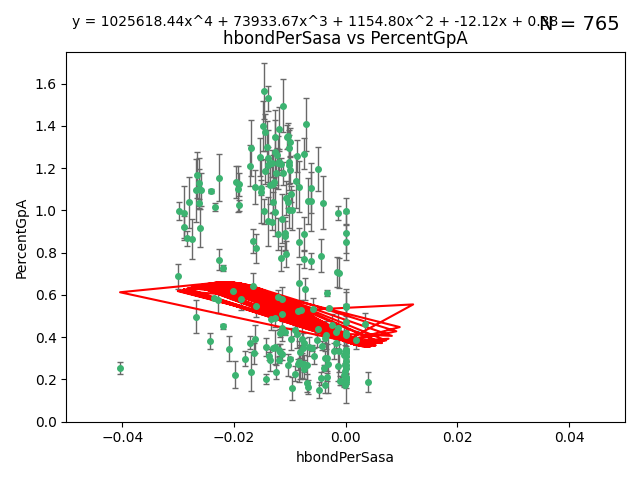 y = 1025618.44x^4 + 73933.67x^3 + 1154.80x^2 + -12.12x + 
N = 765
hbondPerSasa vs PercentGpA
PercentGpA
1.6
1.4
1.2
1.0
0.8
0.6
0.4
0.2
0.0
−0.04 −0.02 0.00 0.02 0.04
hbondPerSasa